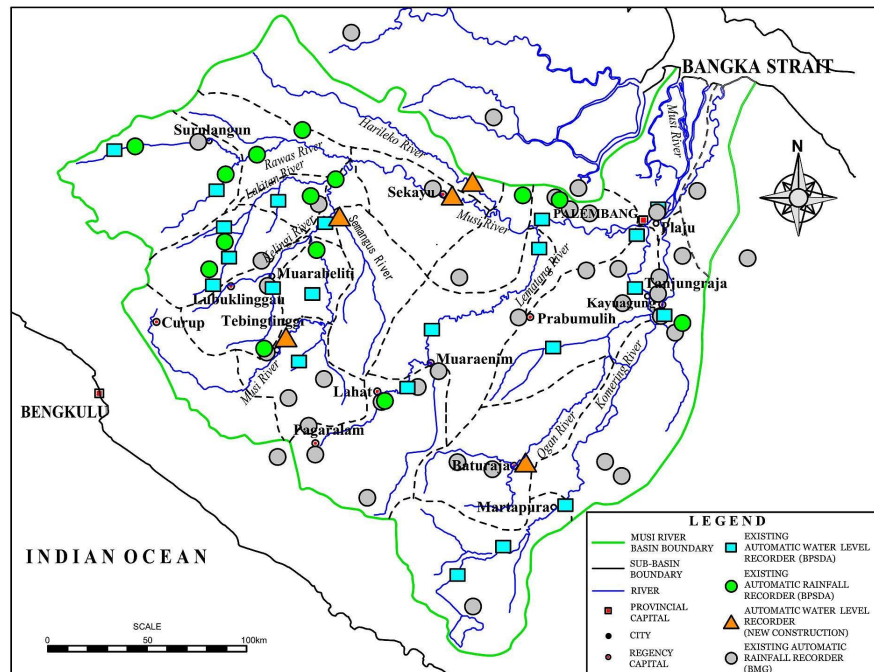 BANGKA STRAIT
Musi River
Surulangun
Harileko River
Rawas River
Lakitan River
N
Sekayu
Musi River
PALEMBANG
Plaju
Semangus River
Kelingi River
Muarabeliti
Lematang River
Tanjungraja
Lubuklinggau
Kayuagung
Curup
Tebingtinggi
Prabumulih
Musi River
Muaraenim
Komering River
Lahat
BENGKULU
Pagaralam
Ogan River
Baturaja
Martapura
INDIAN OCEAN
SCALE
0 50 100km
LEGEND
MUSI RIVER
BASIN BOUNDARY
SUB-BASIN
BOUNDARY
RIVER
PROVINCIAL
CAPITAL
CITY
REGENCY
CAPITAL
EXISTING
AUTOMATIC WATER LEVEL
RECORDER (BPSDA)
EXISTING
AUTOMATIC RAINFALL
RECORDER (BPSDA)
AUTOMATIC WATER LEVEL
RECORDER
(NEW CONSTRUCTION)
EXISTING AUTOMATIC
RAINFALL RECORDER
(BMG)